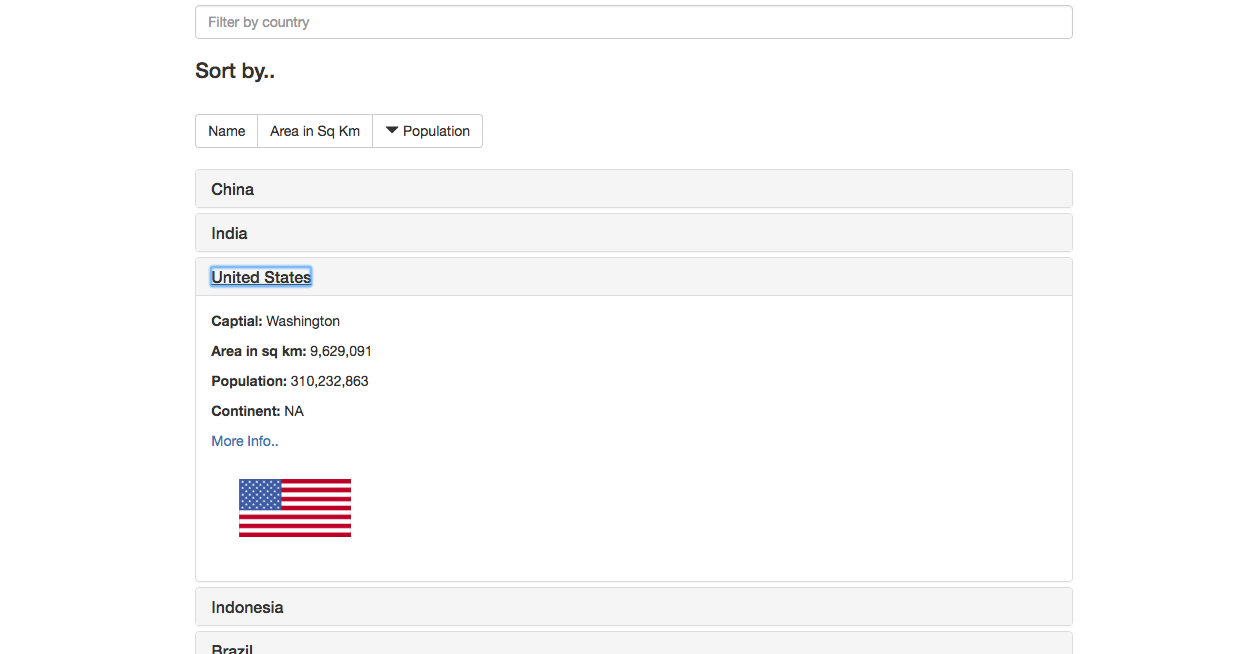 Filter by country
Sort by..
Name Area in Sq Km Population
China
India
United States
Captial: Washington
Area in sq km: 9,629,091
Population: 310,232,863
Continent: NA
More Info..
Indonesia
Brazil